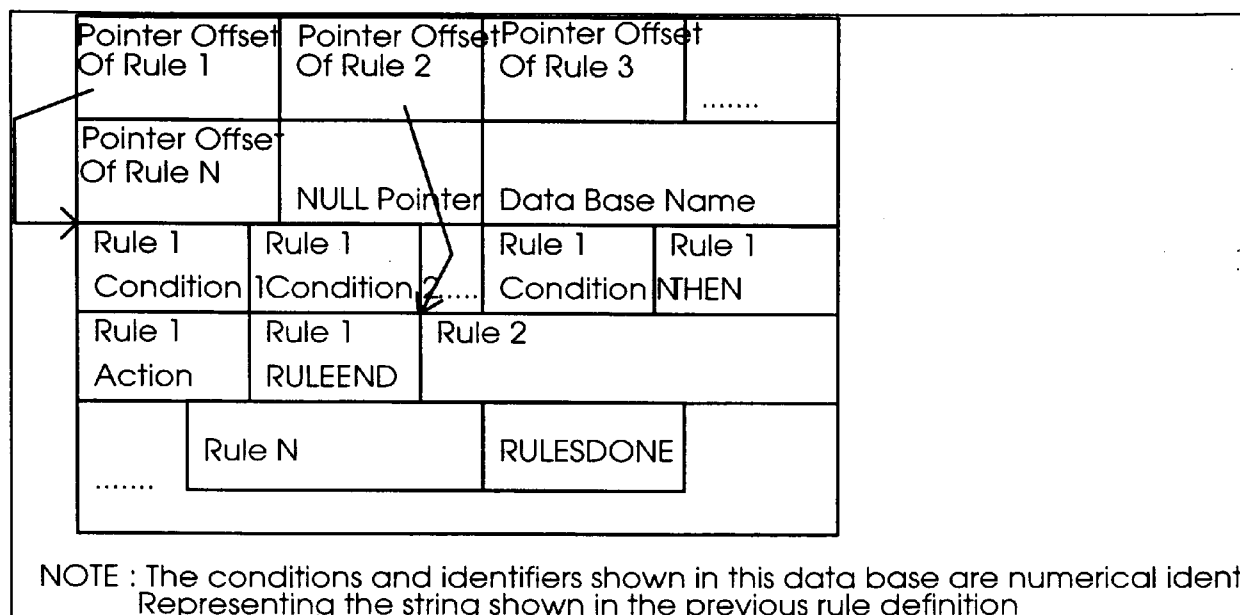 Pointer Offset Pointer Offset Pointer Offset
Of Rule 1 Of Rule 2 Of Rule 3
.......
Pointer Offset
Of Rule N
NULL Pointer Data Base Name
Rule 1 Rule 1 Rule 1 Rule 1
Condition 1 Condition 2 ..... Condition N THEN
Rule 1 Rule 1 Rule 2
Action RULEEND
Rule N RULESDONE
.......
NOTE : The conditions and identifiers shown in this data base are numerical ident
Representing the string shown in the previous rule definition